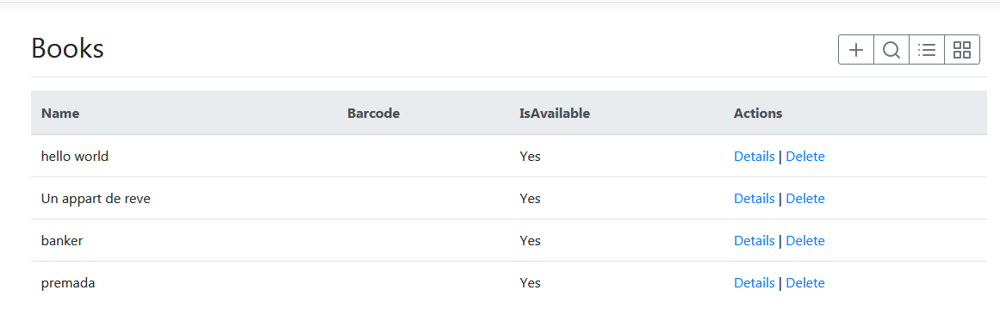 Books
Name Barcode IsAvailable Actions
hello world Yes Details | Delete
Un appart de reve Yes Details | Delete
banker Yes Details | Delete
premada Yes Details | Delete